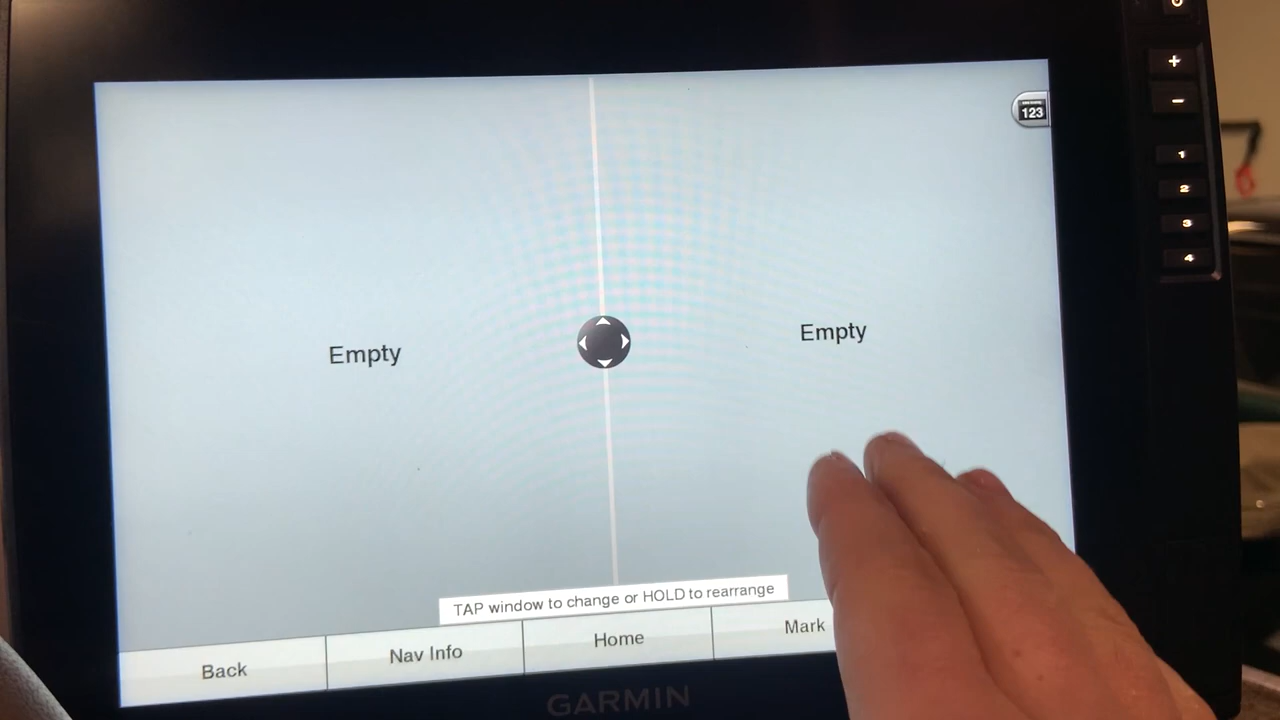 123
+
-
1
2
3
4
Empty
Empty
TAP window to change or HOLD to rearrange
Back
Nav Info
Home
Mark
GARMIN